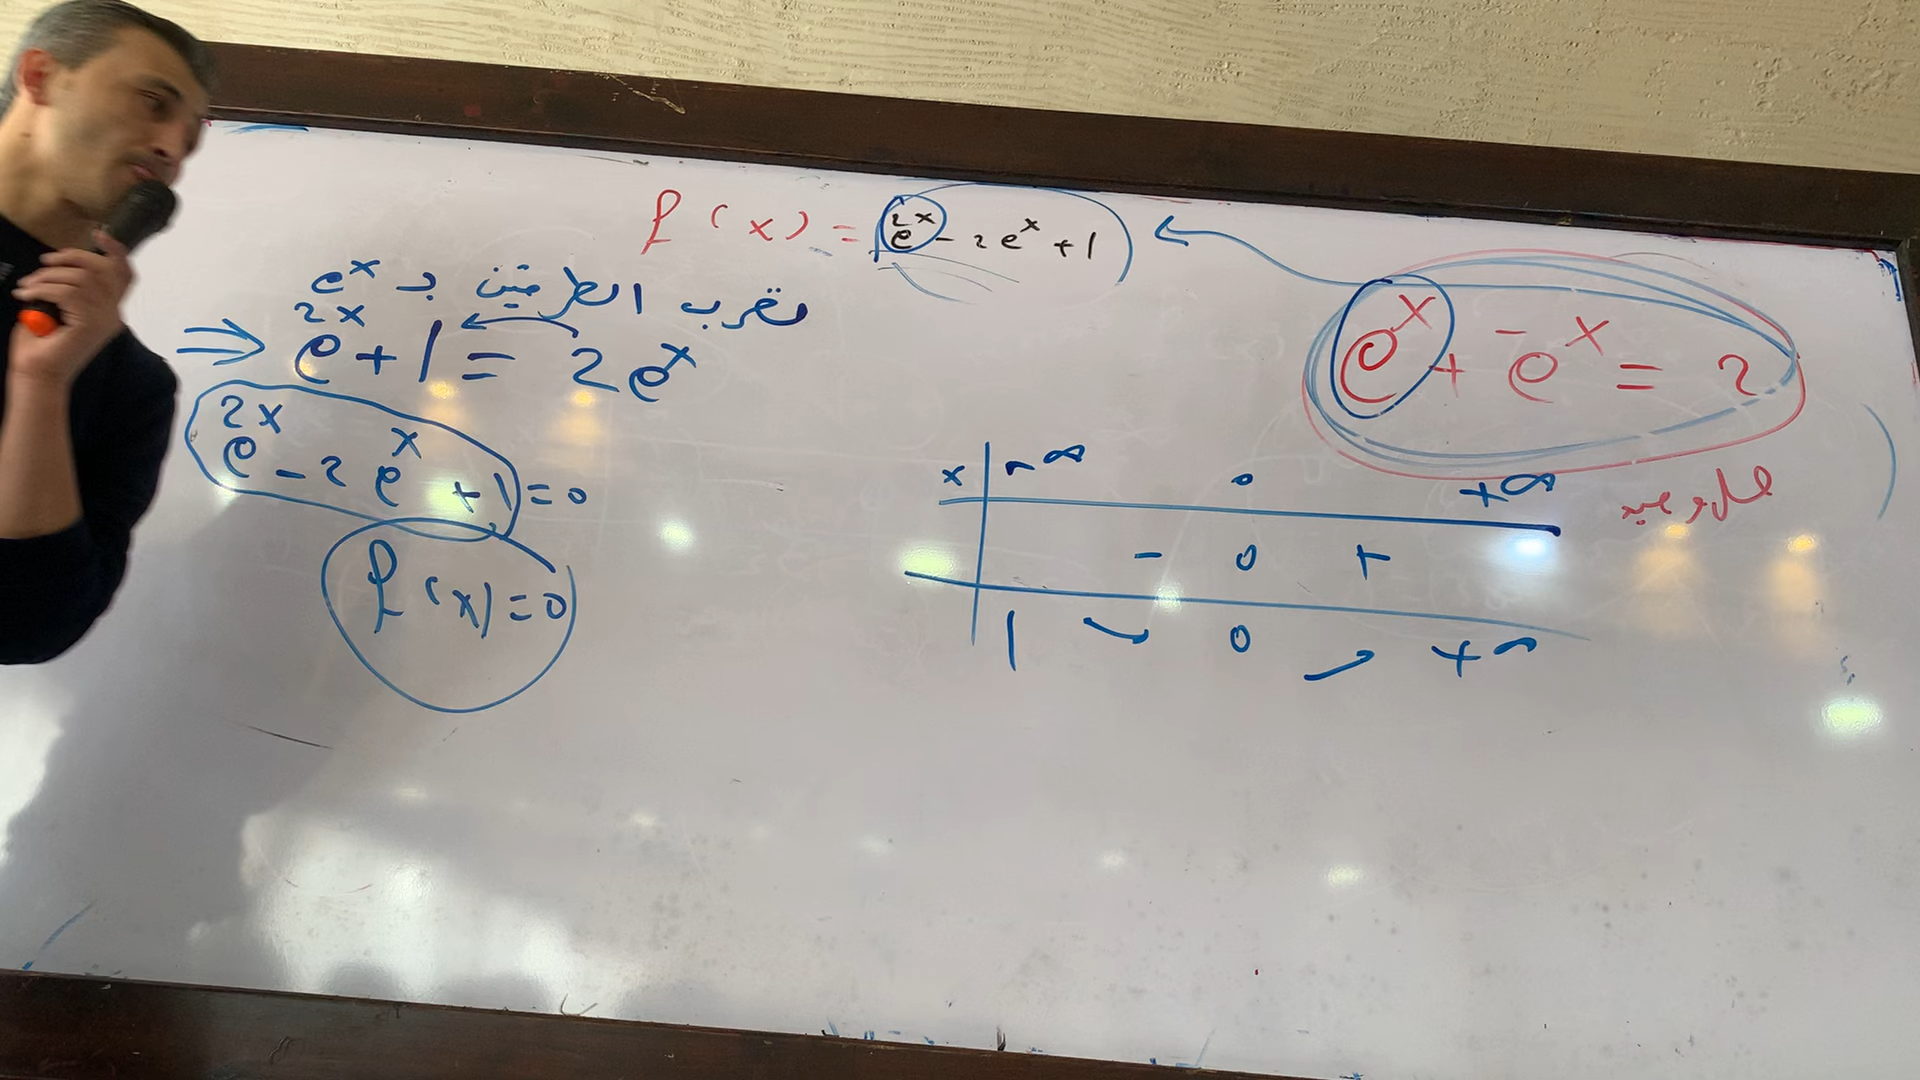 f(x) = e^{2x} - 2e^x + 1
نضرب الطرفين بـ e^x
⇒ e^{2x} + 1 = 2e^x
e^{2x} - 2e^x + 1 = 0
f(x) = 0
e^x + e^{-x} = 2
x | -∞ 0 +∞
- 0 +
1 ↘ 0 ↗ +∞